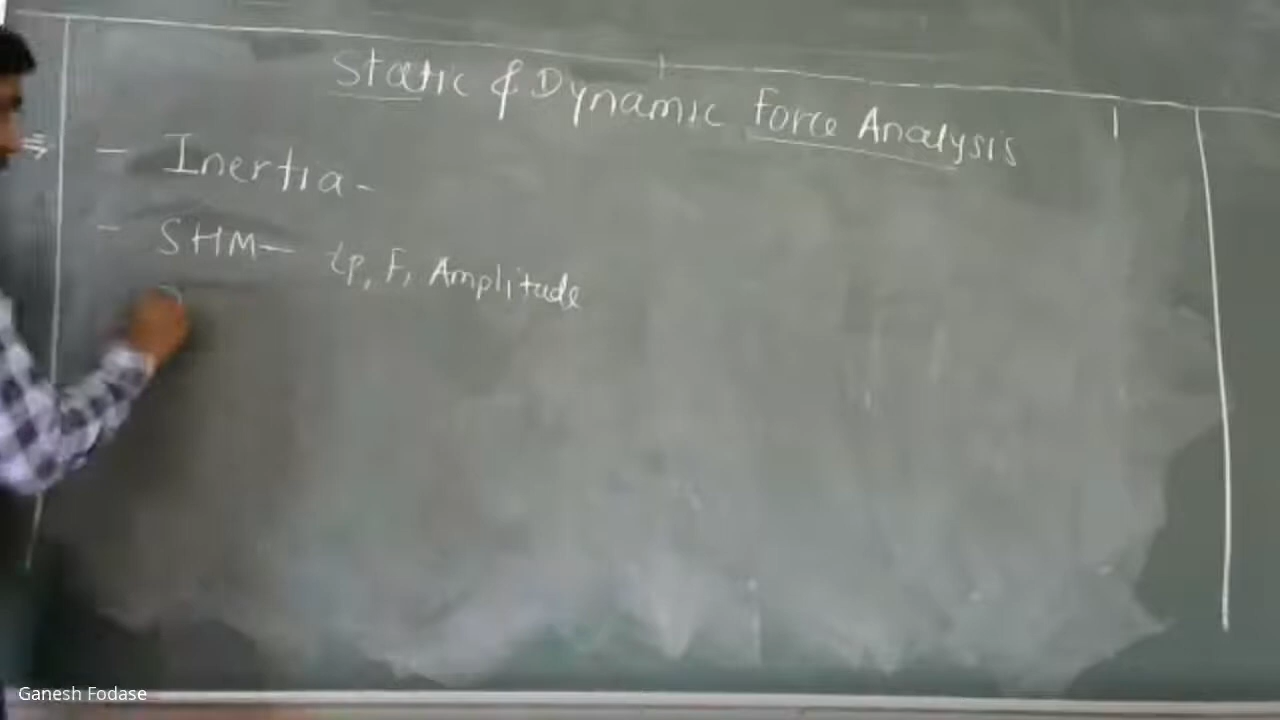 Static & Dynamic Force Analysis
⇒ - Inertia -
- SHM - tp, F, Amplitude
Ganesh Fodase